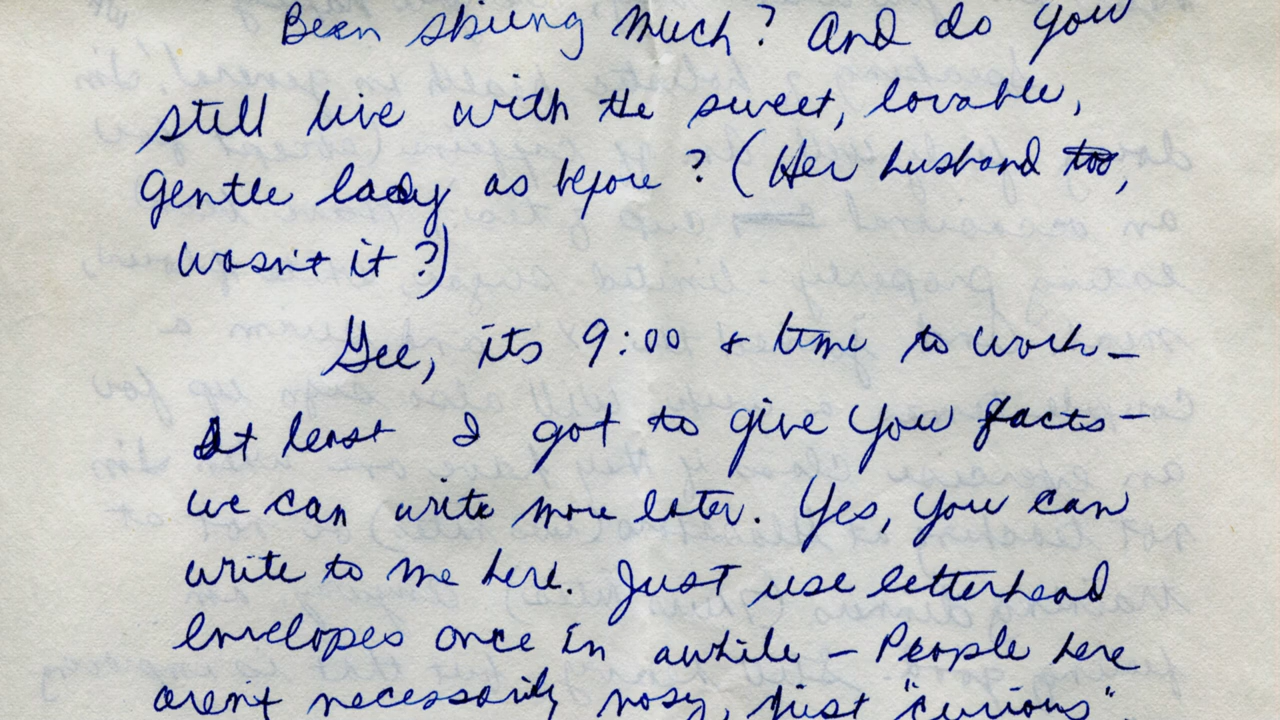 Been skiing much? And do you
still live with the sweet, lovable,
gentle lady as before? (Her husband too,
wasn't it?)
Gee, its 9:00 & time to work—
At least I got to give you facts—
we can write more later. Yes, you can
write to me here. Just use letterhead
envelopes once in awhile — People here
aren't necessarily nosy, just "curious".